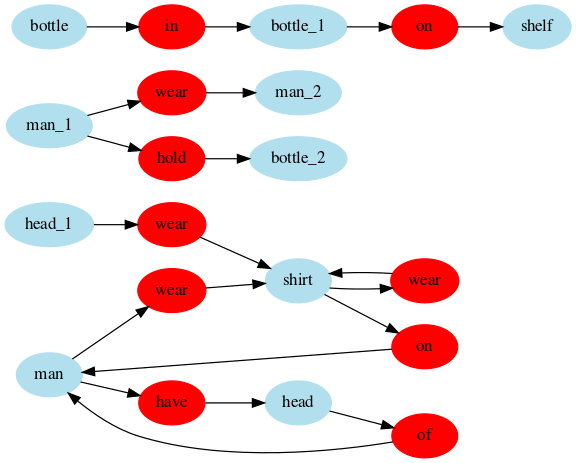 bottle in bottle_1 on shelf
wear man_2
man_1
hold bottle_2
head_1 wear
wear shirt wear
on
man
have head
of